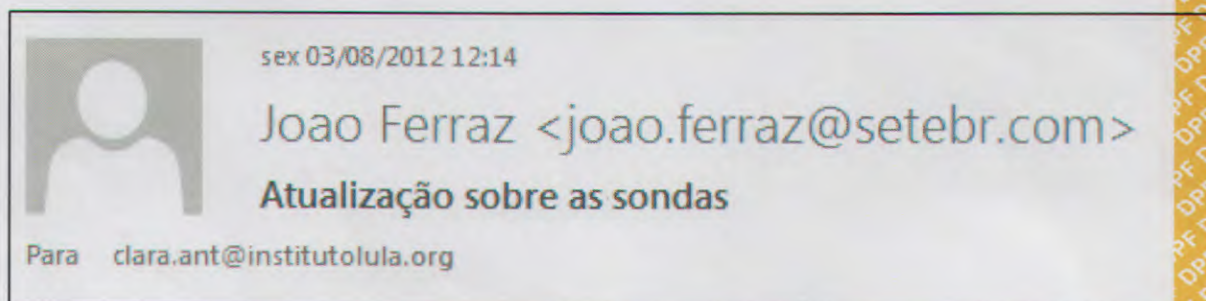 sex 03/08/2012 12:14
Joao Ferraz <joao.ferraz@setebr.com>
Atualização sobre as sondas
Para clara.ant@institutolula.org